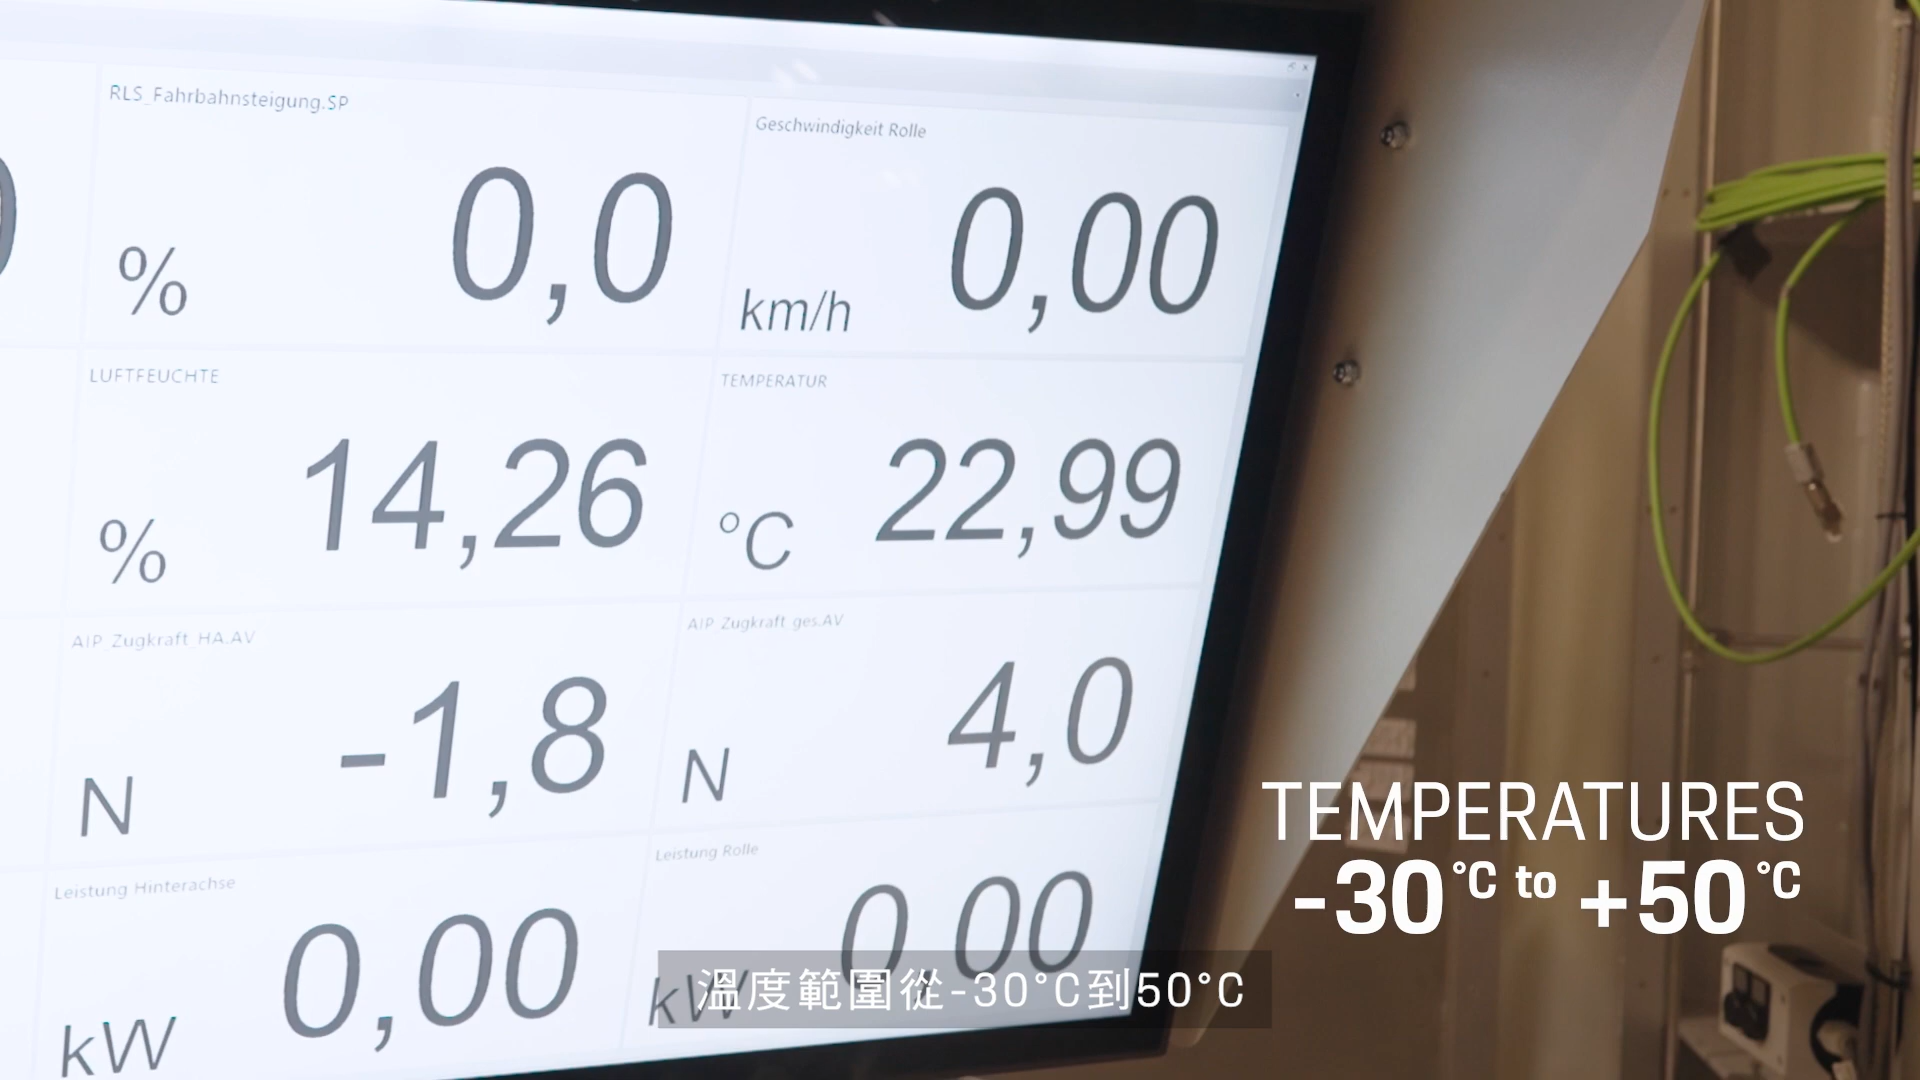 RLS_Fahrbahnsteigung.SP
% 0,0
Geschwindigkeit Rolle
km/h 0,00
LUFTFEUCHTE
% 14,26
TEMPERATUR
°C 22,99
AIP_Zugkraft_HA.AV
N -1,8
AIP_Zugkraft_ges.AV
N 4,0
Leistung Hinterachse
kW 0,00
Leistung Rolle
kW 0,00
TEMPERATURES
-30°C to +50°C
溫度範圍從-30°C到50°C